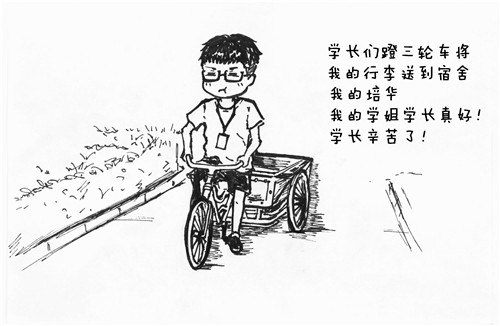 学长们蹬三轮车将
我的行李送到宿舍
我的培华
我的学姐学长真好!
学长辛苦了!